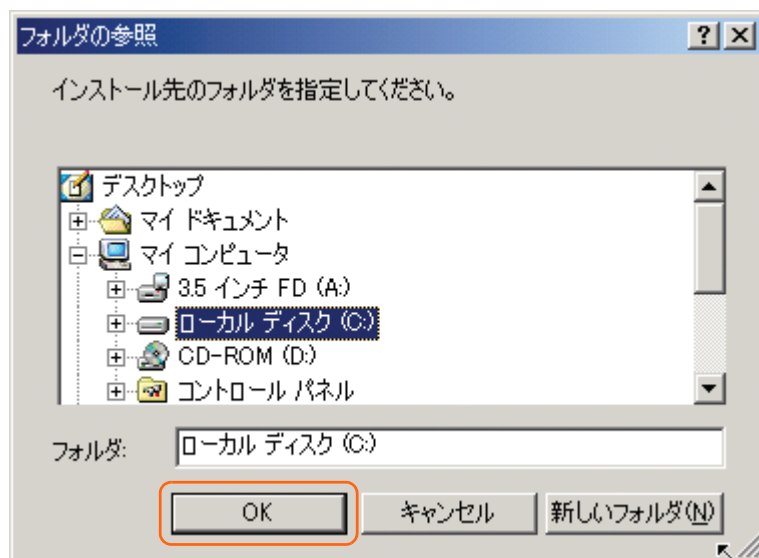 フォルダの参照
インストール先のフォルダを指定してください。
デスクトップ
マイ ドキュメント
マイ コンピュータ
3.5 インチ FD (A:)
ローカル ディスク (C:)
CD-ROM (D:)
コントロール パネル
フォルダ: ローカル ディスク (C:)
OK キャンセル 新しいフォルダ(N)